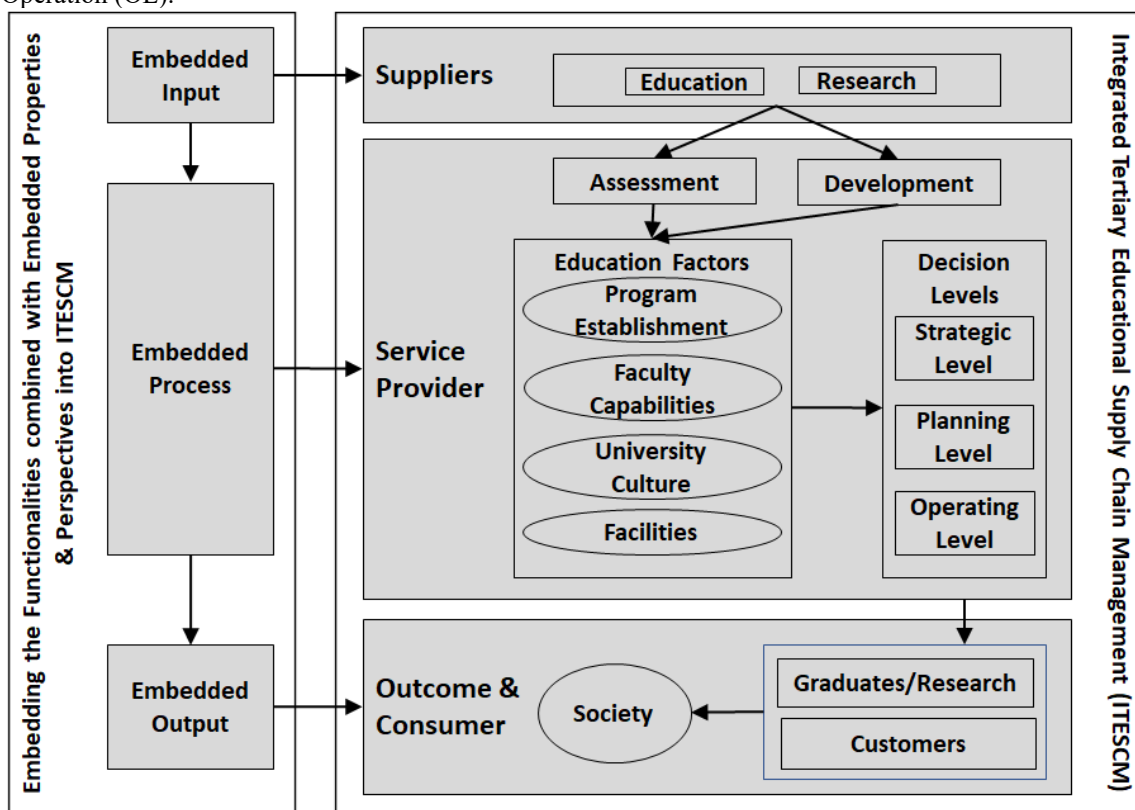 Operation (OE).
Embedding the Functionalities combined with Embedded Properties
& Perspectives into ITESCM
Embedded
Input
Embedded
Process
Embedded
Output
Suppliers
Education
Research
Service
Provider
Assessment
Development
Education Factors
Program
Establishment
Faculty
Capabilities
University
Culture
Facilities
Decision
Levels
Strategic
Level
Planning
Level
Operating
Level
Outcome &
Consumer
Society
Graduates/Research
Customers
Integrated Tertiary Educational Supply Chain Management (ITESCM)